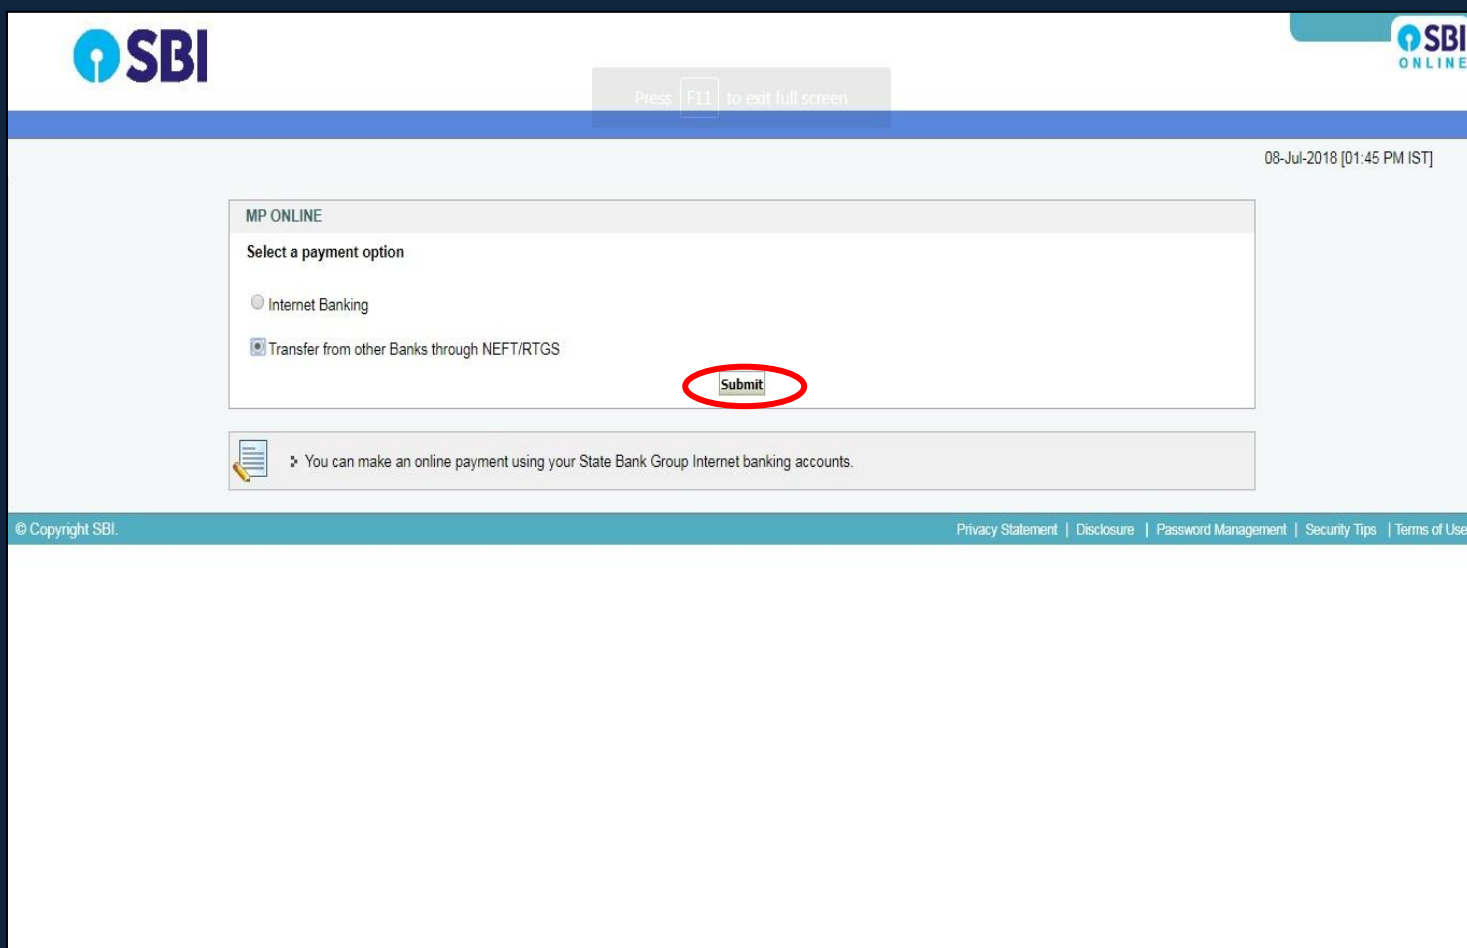 SBI
SBI
ONLINE
Press F11 to exit full screen
08-Jul-2018 [01:45 PM IST]
MP ONLINE
Select a payment option
Internet Banking
Transfer from other Banks through NEFT/RTGS
Submit
You can make an online payment using your State Bank Group Internet banking accounts.
© Copyright SBI.
Privacy Statement | Disclosure | Password Management | Security Tips | Terms of Use